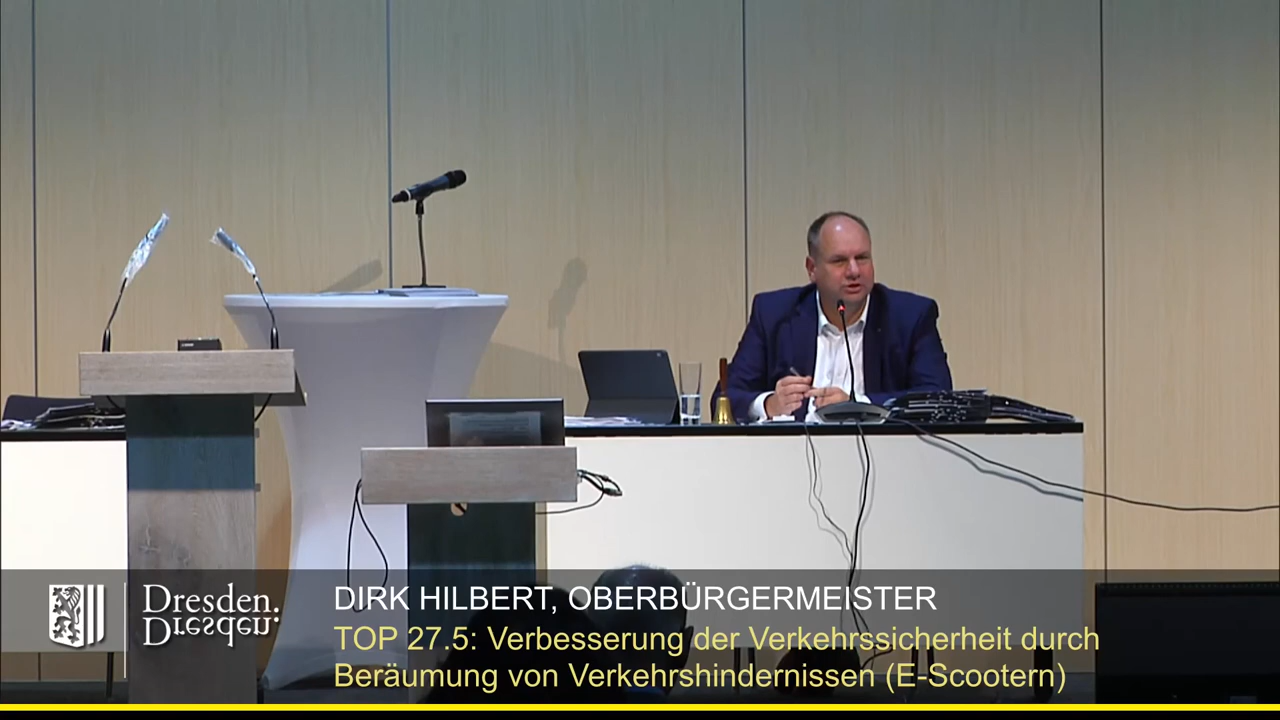 Dresden.
Dresden.
DIRK HILBERT, OBERBÜRGERMEISTER
TOP 27.5: Verbesserung der Verkehrssicherheit durch
Beräumung von Verkehrshindernissen (E-Scootern)